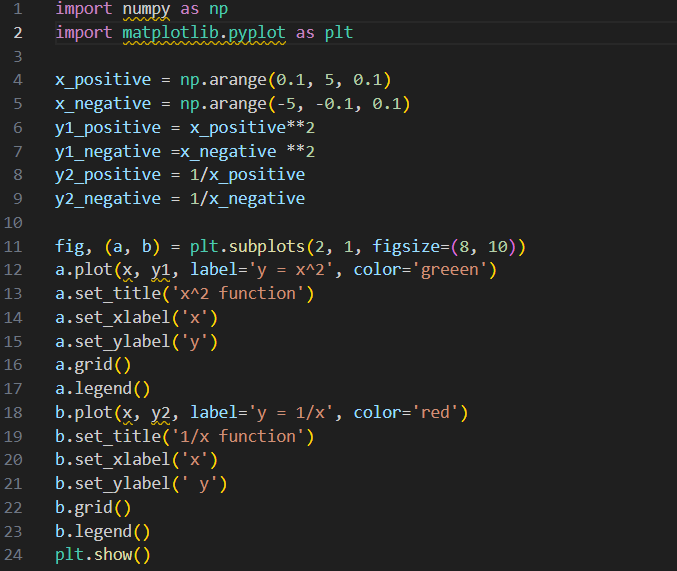 1 import numpy as np
2 import matplotlib.pyplot as plt
3
4 x_positive = np.arange(0.1, 5, 0.1)
5 x_negative = np.arange(-5, -0.1, 0.1)
6 y1_positive = x_positive**2
7 y1_negative =x_negative **2
8 y2_positive = 1/x_positive
9 y2_negative = 1/x_negative
10
11 fig, (a, b) = plt.subplots(2, 1, figsize=(8, 10))
12 a.plot(x, y1, label='y = x^2', color='greeen')
13 a.set_title('x^2 function')
14 a.set_xlabel('x')
15 a.set_ylabel('y')
16 a.grid()
17 a.legend()
18 b.plot(x, y2, label='y = 1/x', color='red')
19 b.set_title('1/x function')
20 b.set_xlabel('x')
21 b.set_ylabel(' y')
22 b.grid()
23 b.legend()
24 plt.show()